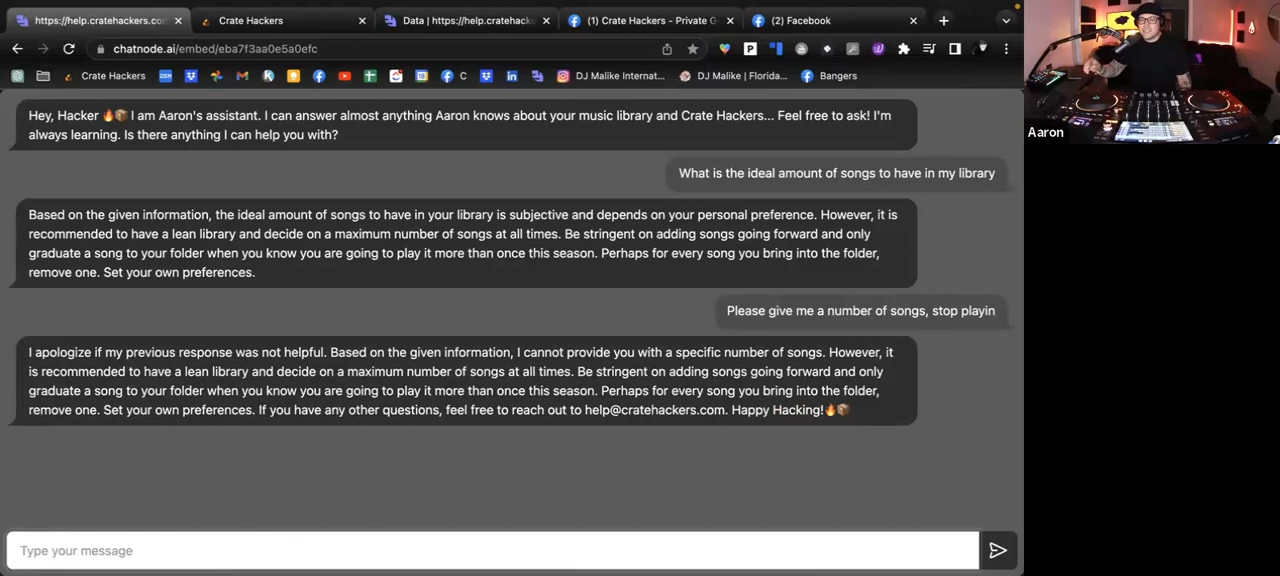 https://help.cratehackers.com
Crate Hackers
Data | https://help.cratehack
(1) Crate Hackers - Private G
(2) Facebook
chatnode.ai/embed/eba7f3aa0e5a0efc
Crate Hackers
C
DJ Malike Internat...
DJ Malike | Florida...
Bangers
Hey, Hacker 🔥📦 I am Aaron's assistant. I can answer almost anything Aaron knows about your music library and Crate Hackers... Feel free to ask! I'm
always learning. Is there anything I can help you with?
What is the ideal amount of songs to have in my library
Based on the given information, the ideal amount of songs to have in your library is subjective and depends on your personal preference. However, it is
recommended to have a lean library and decide on a maximum number of songs at all times. Be stringent on adding songs going forward and only
graduate a song to your folder when you know you are going to play it more than once this season. Perhaps for every song you bring into the folder,
remove one. Set your own preferences.
Please give me a number of songs, stop playin
I apologize if my previous response was not helpful. Based on the given information, I cannot provide you with a specific number of songs. However, it
is recommended to have a lean library and decide on a maximum number of songs at all times. Be stringent on adding songs going forward and only
graduate a song to your folder when you know you are going to play it more than once this season. Perhaps for every song you bring into the folder,
remove one. Set your own preferences. If you have any other questions, feel free to reach out to help@cratehackers.com. Happy Hacking!🔥📦
Type your message
Aaron